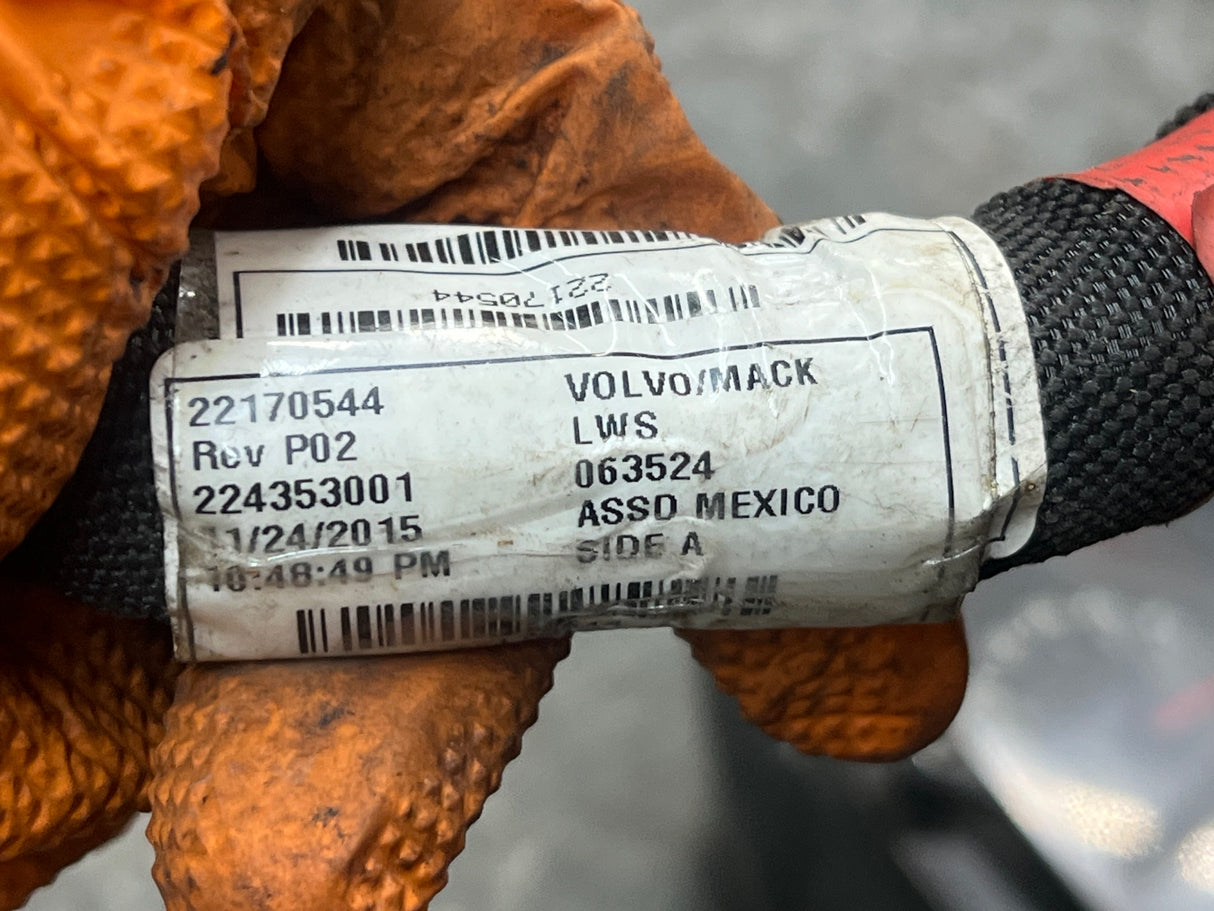 22170544
22170544
Rev P02
224353001
11/24/2015
10:48:49 PM
VOLVO/MACK
LWS
063524
ASSD MEXICO
SIDE A